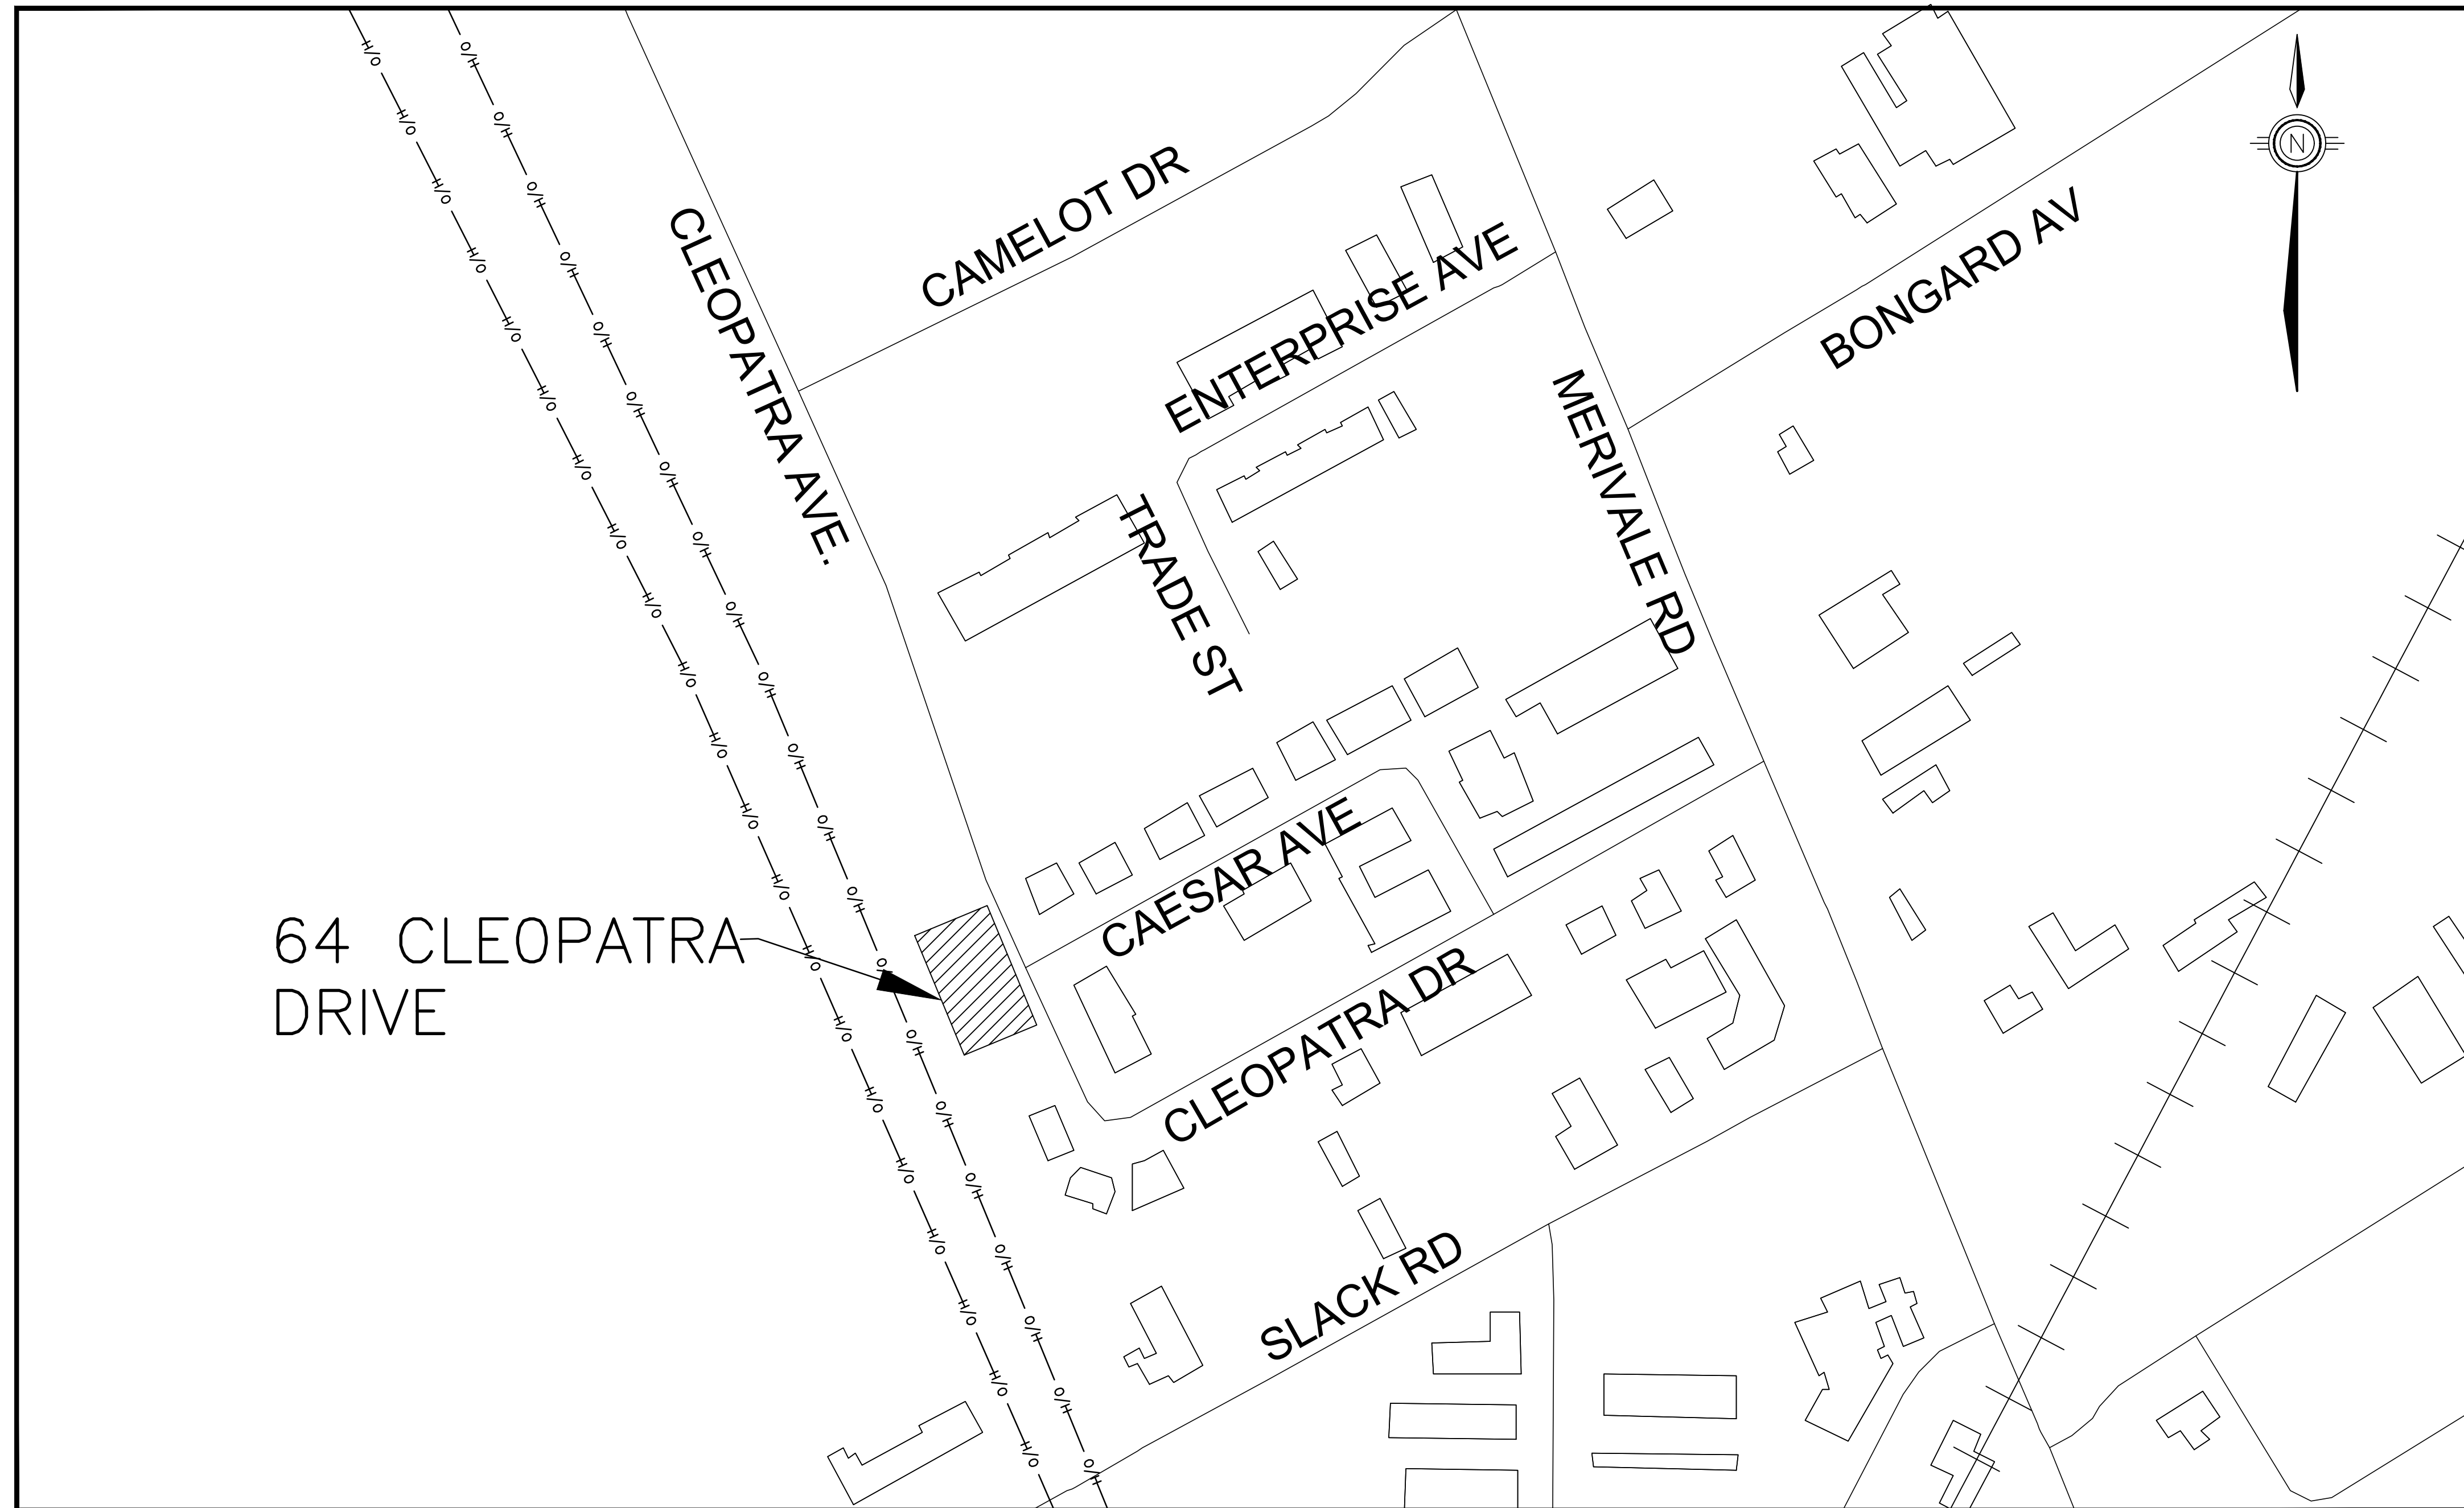 CAMELOT DR
CLEOPATRA AVE.
ENTERPRISE AVE
BONGARD AV
N
MERIVALE RD
TRADE ST
CAESAR AVE
64 CLEOPATRA
DRIVE
CLEOPATRA DR
SLACK RD
O/H O/H O/H O/H O/H O/H O/H O/H O/H O/H O/H O/H O/H O/H O/H O/H O/H O/H O/H O/H O/H
O/H O/H O/H O/H O/H O/H O/H O/H O/H O/H O/H O/H O/H O/H O/H O/H O/H O/H O/H O/H O/H